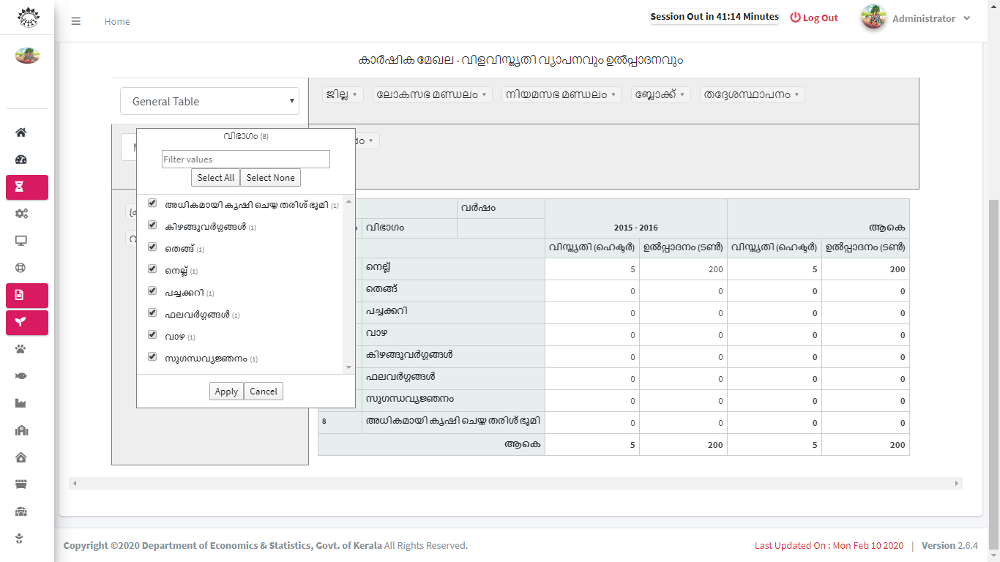 Home
Session Out in 41:14 Minutes
Log Out
Administrator
കാർഷിക മേഖല - വിളവിസ്തൃതി വ്യാപനവും ഉൽപ്പാദനവും
General Table
ജില്ല
ലോകസഭ മണ്ഡലം
നിയമസഭ മണ്ഡലം
ബ്ലോക്ക്
തദ്ദേശസ്ഥാപനം
വിഭാഗം (8)
Filter values
Select All
Select None
അധികമായി കൃഷി ചെയ്ത തരിശ് ഭൂമി (1)
കിഴങ്ങുവർഗ്ഗങ്ങൾ (1)
തെങ്ങ് (1)
നെല്ല് (1)
പച്ചക്കറി (1)
ഫലവർഗ്ഗങ്ങൾ (1)
വാഴ (1)
സുഗന്ധവ്യജ്ഞനം (1)
Apply
Cancel
വർഷം
വിഭാഗം
2015 - 2016
ആകെ
വിസ്തൃതി (ഹെക്ടർ) ഉൽപ്പാദനം (ടൺ) വിസ്തൃതി (ഹെക്ടർ) ഉൽപ്പാദനം (ടൺ)
നെല്ല് 5 200 5 200
തെങ്ങ് 0 0 0 0
പച്ചക്കറി 0 0 0 0
വാഴ 0 0 0 0
കിഴങ്ങുവർഗ്ഗങ്ങൾ 0 0 0 0
ഫലവർഗ്ഗങ്ങൾ 0 0 0 0
സുഗന്ധവ്യജ്ഞനം 0 0 0 0
8 അധികമായി കൃഷി ചെയ്ത തരിശ് ഭൂമി 0 0 0 0
ആകെ 5 200 5 200
Copyright ©2020 Department of Economics & Statistics, Govt. of Kerala All Rights Reserved.
Last Updated On : Mon Feb 10 2020 | Version 2.6.4